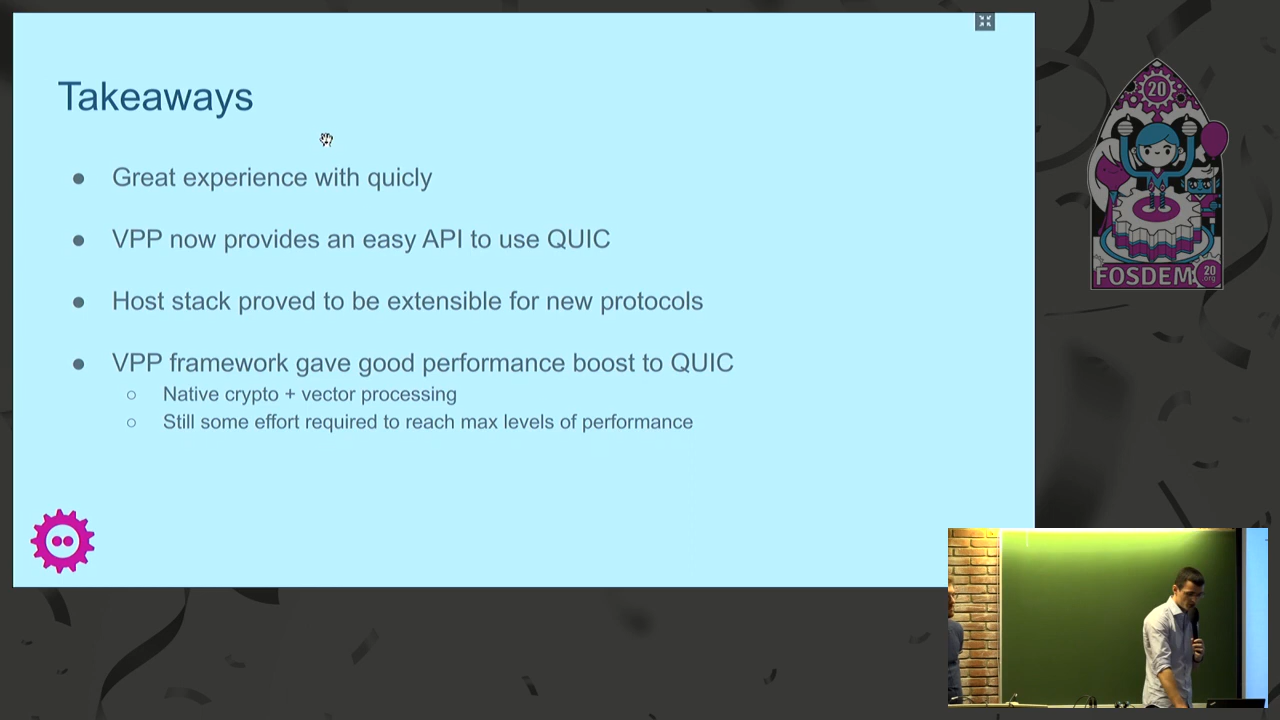 Takeaways
● Great experience with quicly
● VPP now provides an easy API to use QUIC
● Host stack proved to be extensible for new protocols
● VPP framework gave good performance boost to QUIC
○ Native crypto + vector processing
○ Still some effort required to reach max levels of performance
20
FOSDEM
20
org